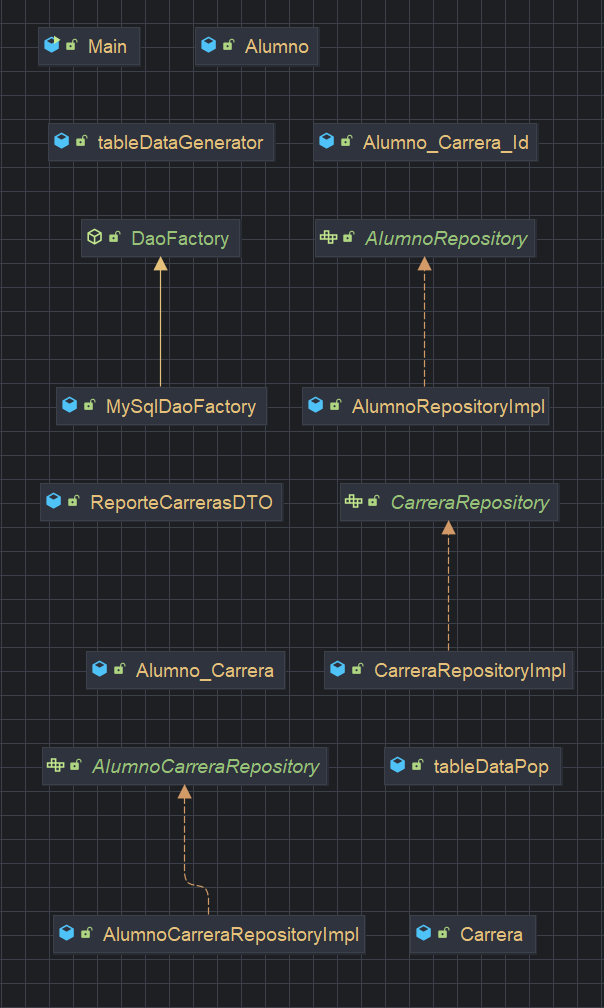 Main
Alumno
tableDataGenerator
Alumno_Carrera_Id
DaoFactory
AlumnoRepository
MySqlDaoFactory
AlumnoRepositoryImpl
ReporteCarrerasDTO
CarreraRepository
Alumno_Carrera
CarreraRepositoryImpl
AlumnoCarreraRepository
tableDataPop
AlumnoCarreraRepositoryImpl
Carrera